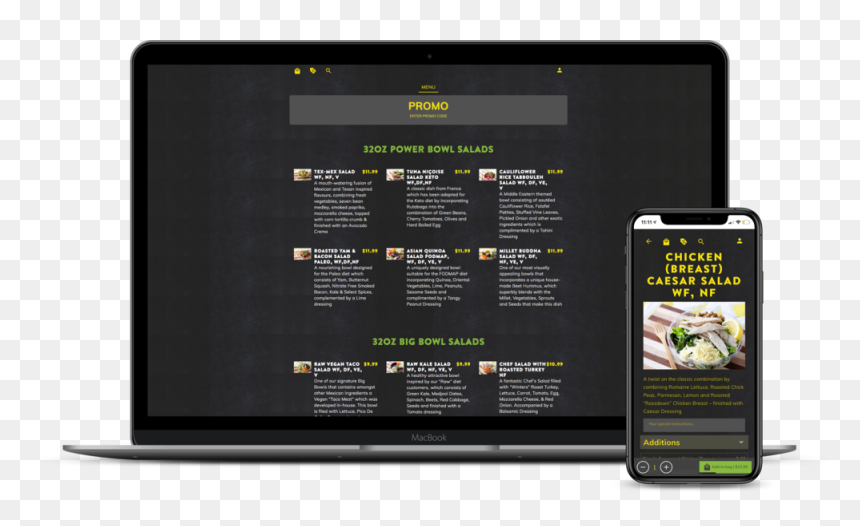 MENU
PROMO
ENTER PROMO CODE
32OZ POWER BOWL SALADS
TEX-MEX SALAD $11.99
WF, NF, V
A mouth-watering fusion of
Mexican and Texan inspired
flavours, combining fresh
vegetables, seven bean
medley, smoked paprika,
mozzarella cheese, topped
with corn tortilla crumb &
finished with an Avocado
Crema
TUNA NIÇOISE $11.99
SALAD KETO
WF,DF,NF
A classic dish from France
which has been adapted for
the Keto diet by incorporating
Rutabaga into the
combination of Green Beans,
Cherry Tomatoes, Olives and
Hard Boiled Egg
CAULIFLOWER $11.99
RICE TABBOULEH
SALAD WF, DF, VE,
V
A Middle Eastern themed
bowl consisting of
Cauliflower Rice, Falafel
Patties, Stuffed Vine Leaves,
Pickled Onion and other exotic
ingredients which is
complimented by a Tahini
Dressing
ROASTED YAM & $11.99
BACON SALAD
PALEO, WF,DF,NF
A nourishing bowl designed
for the Paleo diet which
consists of Yam, Butternut
Squash, Nitrate Free Smoked
Bacon, Kale & Select Spices,
complemented by a Lime
dressing
ASIAN QUINOA $11.99
SALAD FODMAP,
WF, DF, VE, V
A uniquely designed bowl
suitable for the FODMAP diet
incorporating Quinoa, Oriental
Vegetables, Lime, Peanuts,
Sesame Seeds and
complimented by a Tangy
Peanut Dressing
MILLET BUDDHA $11.99
SALAD WF, DF,
NF, VE, V
One of our most visually
appealing bowls that
incorporates a unique house-
made Beet Hummus, which
superbly blends with the
Millet, Vegetables, Sprouts
and Seeds that make this dish
32OZ BIG BOWL SALADS
RAW VEGAN TACO $9.99
SALAD WF, DF, VE,
V
One of our signature Big
Bowls that contains amongst
other Mexican ingredients a
Vegan "Taco Meat" which was
developed in-house. This bowl
is filled with Lettuce, Pico De
RAW KALE SALAD $9.99
WF, DF, NF, VE, V
A healthy attractive bowl
inspired by our "Raw" diet
customers, which consists of
Green Kale, Medjool Dates,
Spinach, Beets, Red Cabbage,
Seeds and finished with a
Tomato dressing
CHEF SALAD WITH $10.99
ROASTED TURKEY
NF
A fantastic Chef's Salad filled
with "Winters" Roast Turkey,
Lettuce, Carrot, Tomato, Egg,
Mozzarella Cheese, & Red
Onion. Accompanied by a
Balsamic Dressing
MacBook
11:11
CHICKEN
(BREAST)
CAESAR SALAD
WF, NF
A twist on the classic combination by
combining Romaine Lettuce, Roasted Chick
Peas, Parmesan, Lemon and Roasted
"Rossdown" Chicken Breast - finished with
Caesar Dressing
Your special instructions...
Additions
1
Add to bag | $10.99